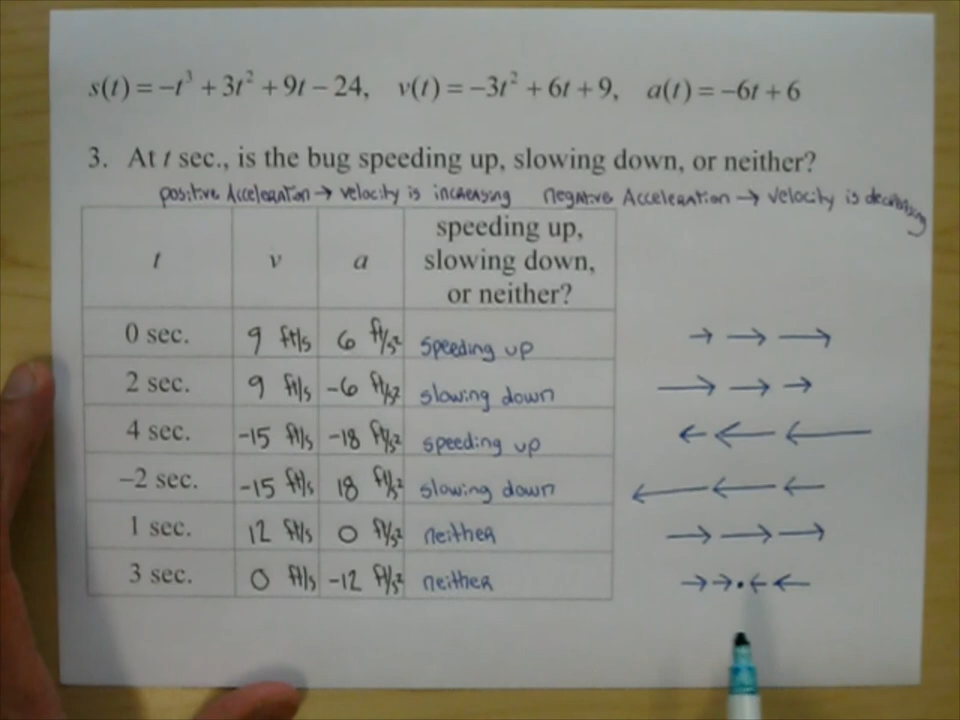 s(t) = −t³ + 3t² + 9t − 24, v(t) = −3t² + 6t + 9, a(t) = −6t + 6
3. At t sec., is the bug speeding up, slowing down, or neither?
positive Acceleration → velocity is increasing negative Acceleration → velocity is decreasing
t v a speeding up, slowing down, or neither?
0 sec. 9 ft/s 6 ft/s² speeding up
2 sec. 9 ft/s -6 ft/s² slowing down
4 sec. -15 ft/s -18 ft/s² speeding up
−2 sec. -15 ft/s 18 ft/s² slowing down
1 sec. 12 ft/s 0 ft/s² neither
3 sec. 0 ft/s -12 ft/s² neither